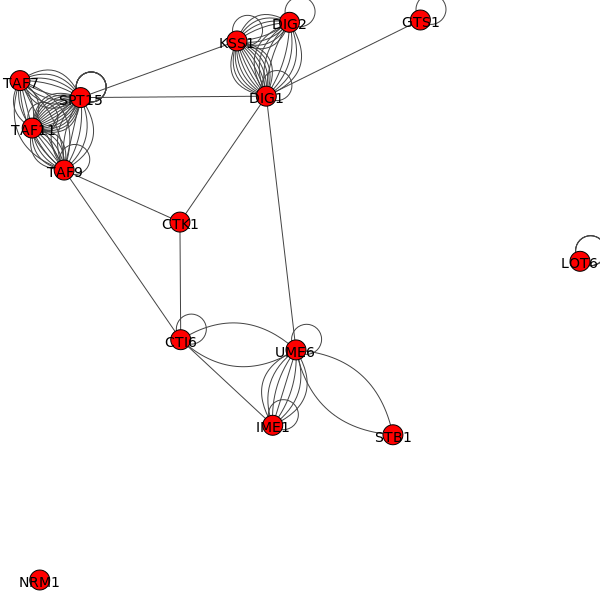 GTS1
DIG2
KSS1
TAF7
SPT15
DIG1
TAF11
TAF9
CTK1
LOT6
CTI6
UME6
IME1
STB1
NRM1